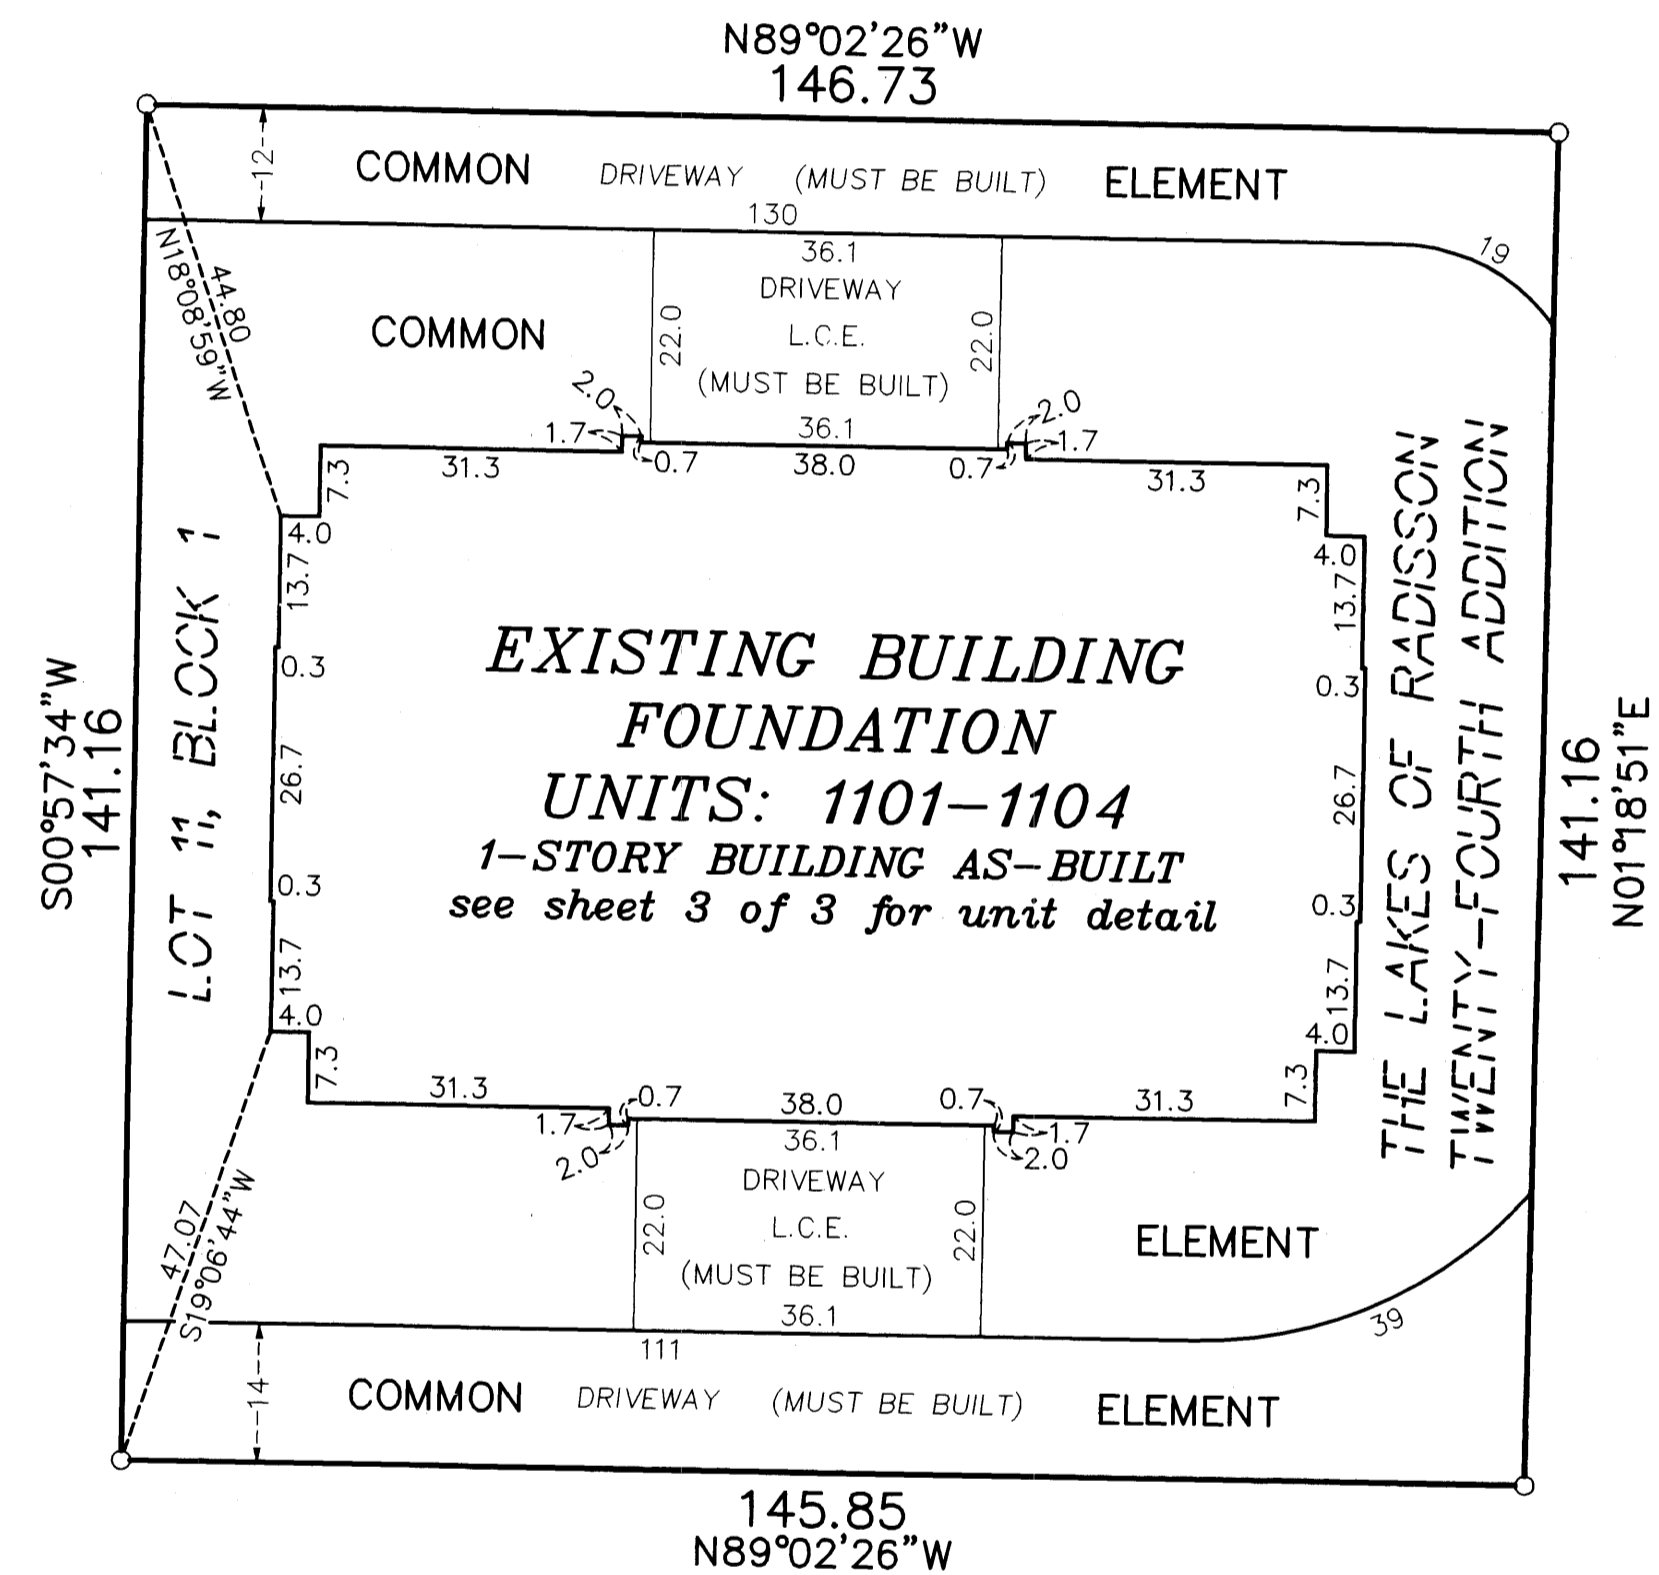 N89°02'26"W
146.73
12
COMMON DRIVEWAY (MUST BE BUILT) ELEMENT
130
19
36.1
DRIVEWAY
L.C.E.
(MUST BE BUILT)
36.1
22.0
22.0
COMMON
44.80
N18°08'59"W
2.0
1.7
0.7
38.0
0.7
2.0
1.7
31.3
31.3
7.3
7.3
4.0
4.0
13.7
13.7
0.3
0.3
26.7
26.7
0.3
0.3
13.7
13.7
4.0
4.0
7.3
7.3
EXISTING BUILDING
FOUNDATION
UNITS: 1101-1104
1-STORY BUILDING AS-BUILT
see sheet 3 of 3 for unit detail
S00°57'34"W
141.16
LOT 11, BLOCK 1
THE LAKES OF RADISSON
TWENTY-FOURTH ADDITION
141.16
N01°18'51"E
31.3
0.7
38.0
0.7
31.3
1.7
2.0
1.7
2.0
36.1
DRIVEWAY
L.C.E.
(MUST BE BUILT)
36.1
22.0
22.0
ELEMENT
47.07
S19°06'44"W
39
111
14
COMMON DRIVEWAY (MUST BE BUILT) ELEMENT
145.85
N89°02'26"W